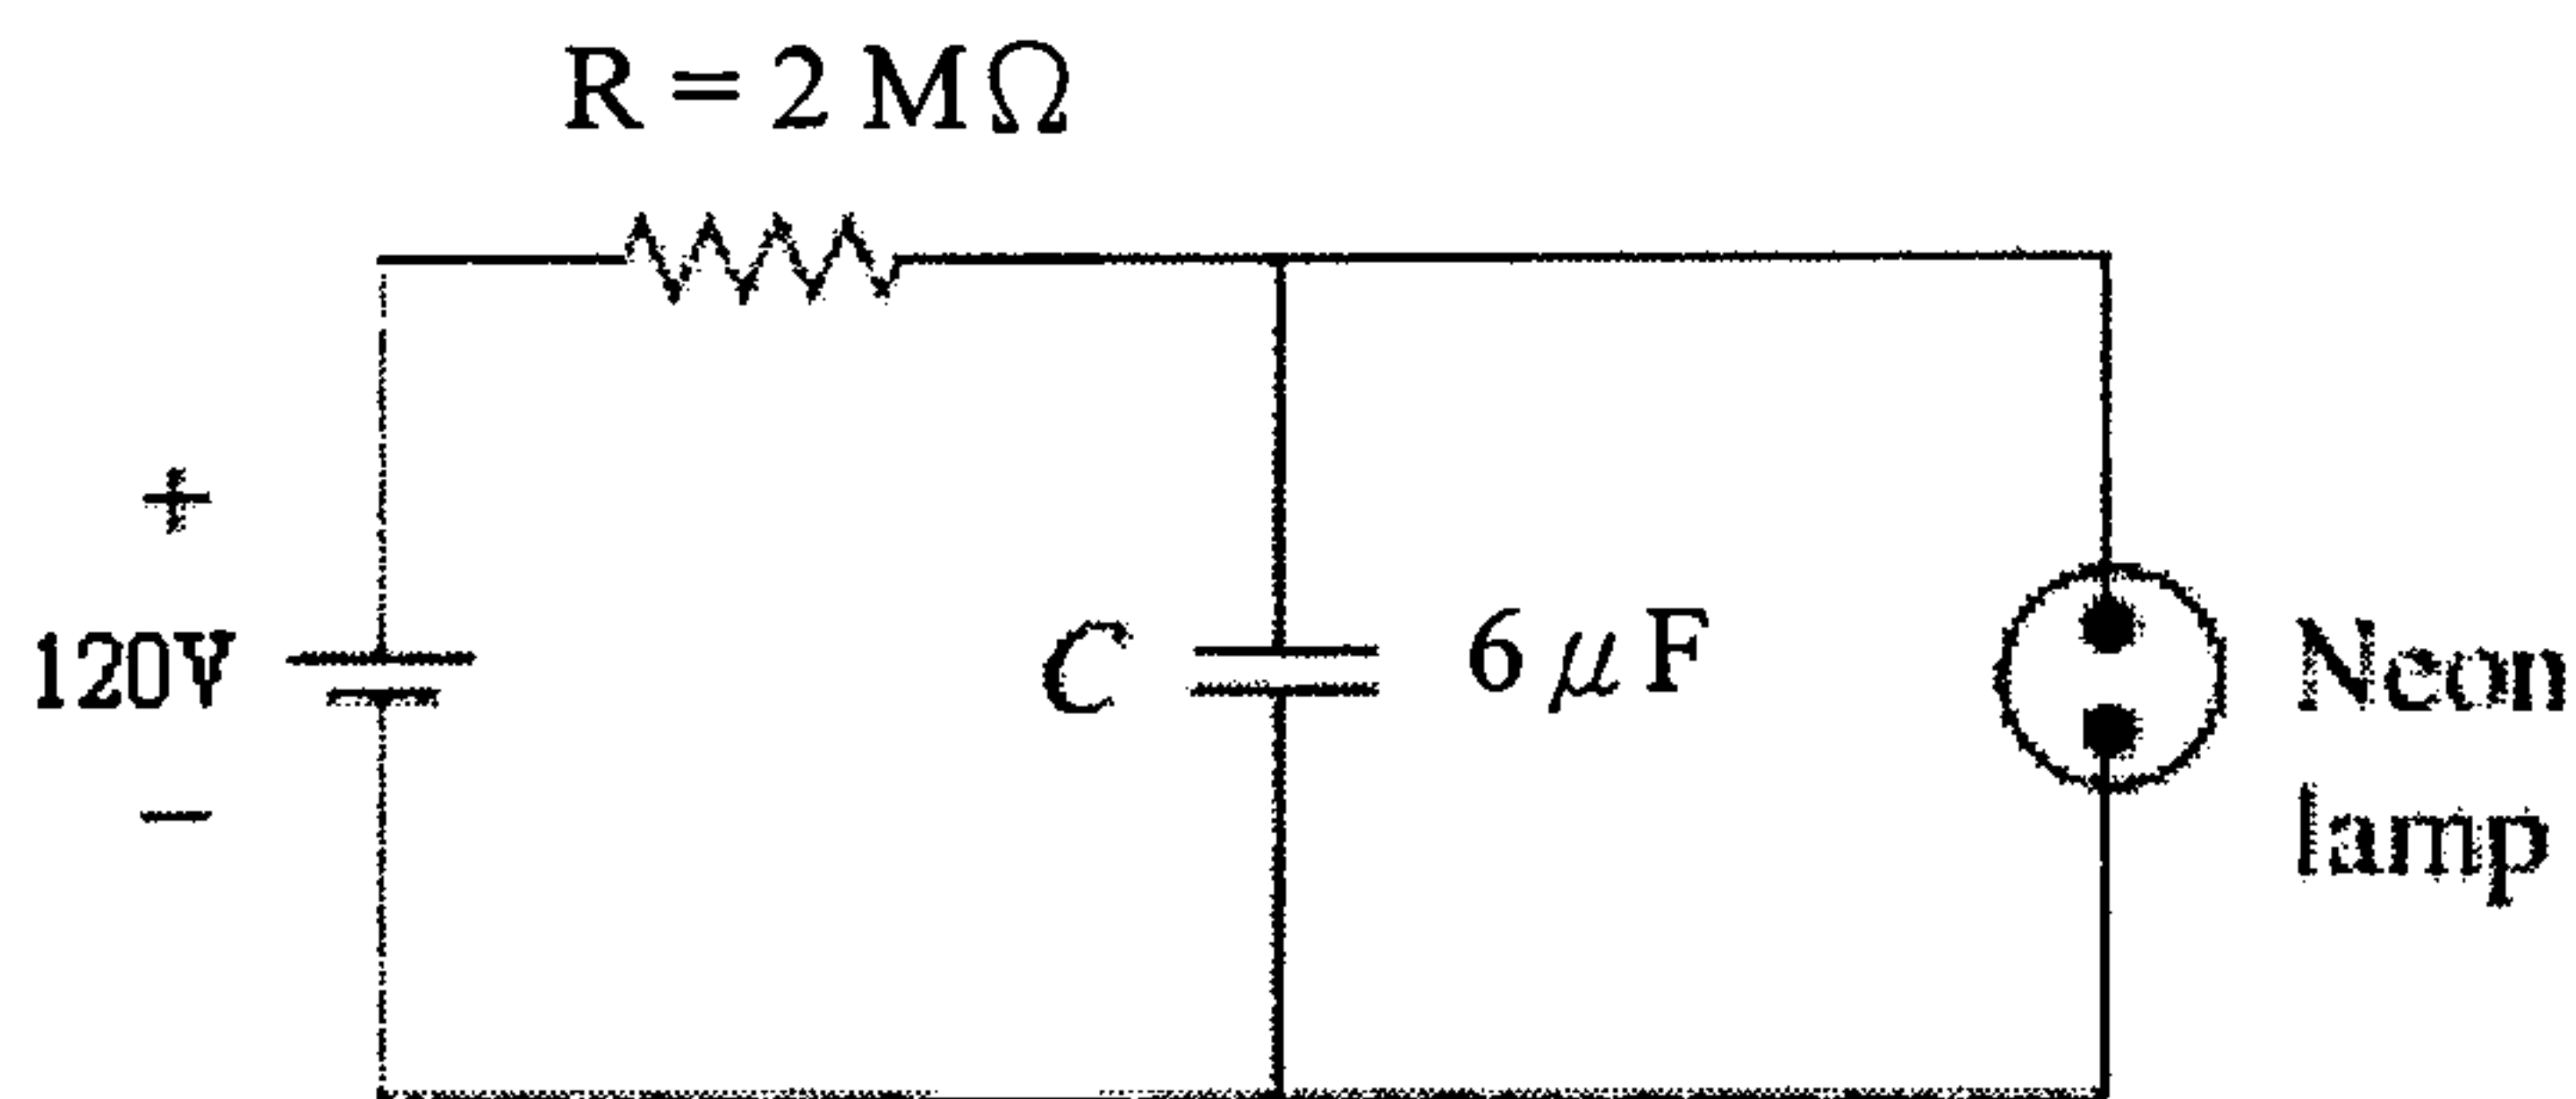 R = 2 MΩ
+
120V
−
C
6 μF
Neon
lamp